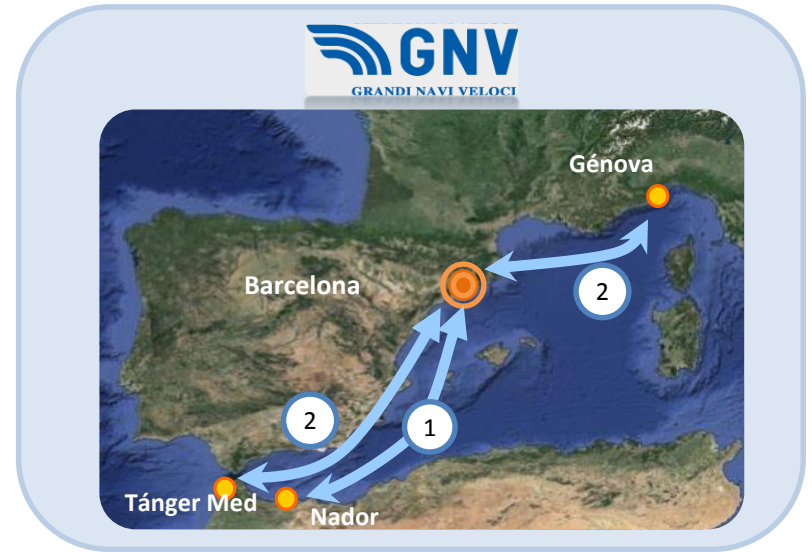 GNV
GRANDI NAVI VELOCI
Génova
Barcelona
2
2
1
Tánger Med
Nador